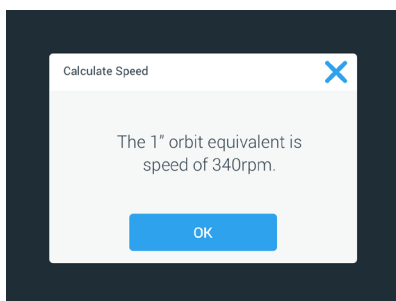 Calculate Speed
The 1” orbit equivalent is
speed of 340rpm.
OK